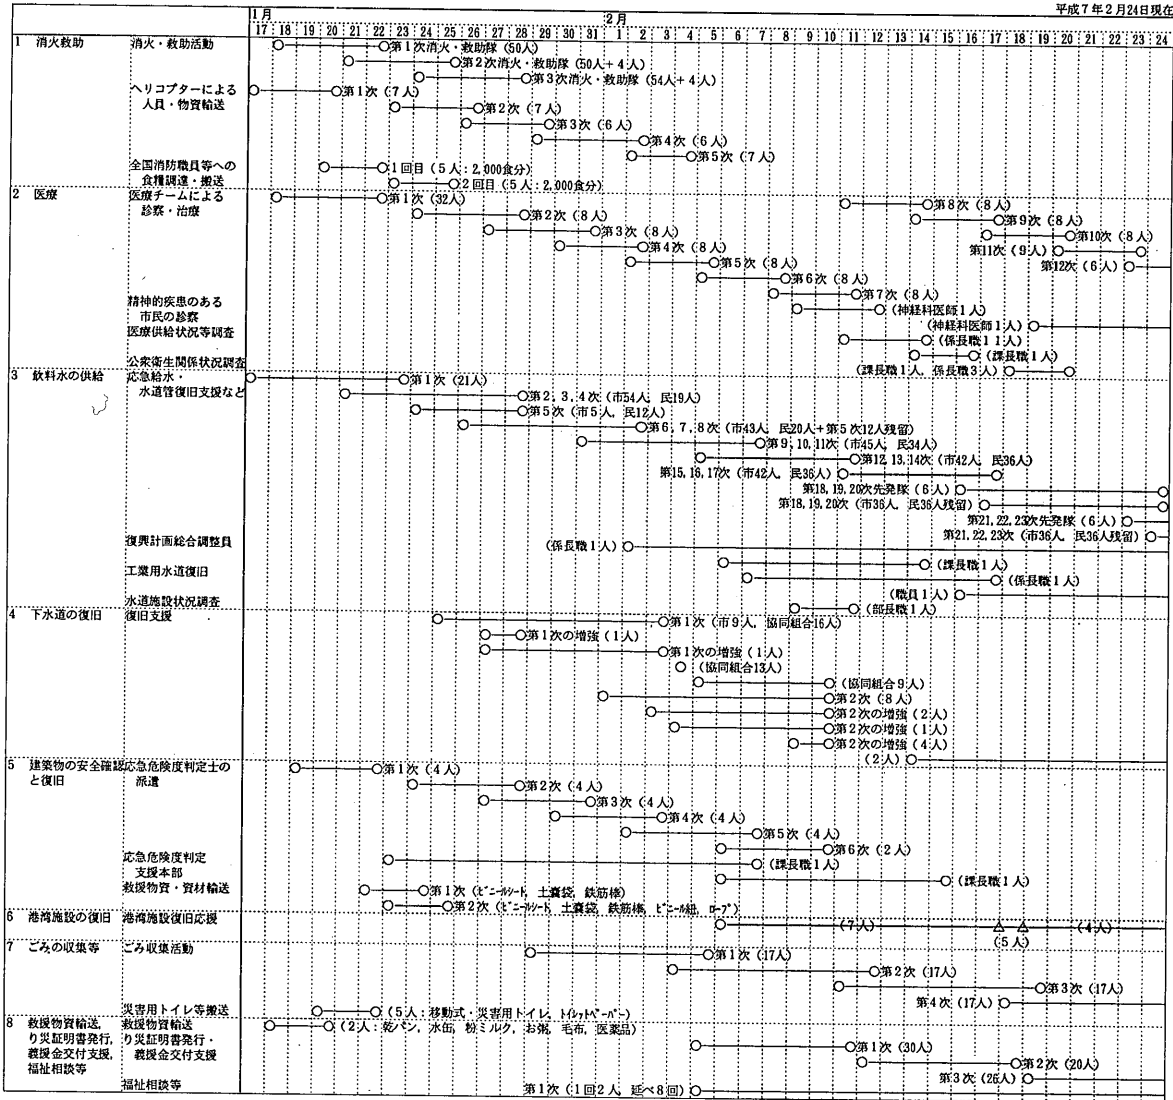 平成7年2月24日現在
1月 2月
17 18 19 20 21 22 23 24 25 26 27 28 29 30 31 1 2 3 4 5 6 7 8 9 10 11 12 13 14 15 16 17 18 19 20 21 22 23 24
1 消火救助 消火・救助活動 第1次消火・救助隊(50人)
第2次消火・救助隊(50人+4人)
第3次消火・救助隊(54人+4人)
ヘリコプターによる 第1次(7人)
人員・物資輸送 第2次(7人)
第3次(6人)
第4次(6人)
第5次(7人)
全国消防職員等への 1回目(5人:2,000食分)
食糧調達・搬送 2回目(5人:2,000食分)
2 医療 医療チームによる 第1次(32人) 第8次(8人)
診察・治療 第2次(8人) 第9次(8人)
第3次(8人) 第10次(8人)
第4次(8人) 第11次(9人)
第5次(8人) 第12次(6人)
第6次(8人)
精神的疾患のある 第7次(8人)
市民の診察 (神経科医師1人)
(神経科医師1人)
医療供給状況等調査 (係長職11人)
(課長職1人)
公衆衛生関係状況調査 (課長職1人, 係長職3人)
3 飲料水の供給 応急給水・ 第1次(21人)
水道管復旧支援など 第2,3,4次(市54人, 民19人)
第5次(市5人, 民12人)
第6,7,8次(市43人, 民20人+第5次12人残留)
第9,10,11次(市45人, 民34人)
第12,13,14次(市42人, 民36人)
第15,16,17次(市42人, 民36人)
第18,19,20次先発隊(6人)
第18,19,20次(市36人, 民36人残留)
第21,22,23次先発隊(6人)
第21,22,23次(市36人, 民36人残留)
復興計画総合調整員 (係長職1人)
工業用水道復旧 (課長職1人)
(係長職1人)
(職員1人)
水道施設状況調査 (部長職1人)
4 下水道の復旧 復旧支援 第1次(市9人, 協同組合16人)
第1次の増強(1人)
第1次の増強(1人)
(協同組合13人)
(協同組合9人)
第2次(8人)
第2次の増強(2人)
第2次の増強(1人)
第2次の増強(4人)
(2人)
5 建築物の安全確認 応急危険度判定士の 第1次(4人)
と復旧 派遣 第2次(4人)
第3次(4人)
第4次(4人)
第5次(4人)
第6次(2人)
応急危険度判定 (課長職1人)
支援本部 (課長職1人)
救援物資・資材輸送 第1次(ビニールシート, 土嚢袋, 鉄筋棒)
第2次(ビニールシート, 土嚢袋, 鉄筋棒, ビニール紐, ロープ)
6 港湾施設の復旧 港湾施設復旧応援 (7人) △ △ (4人)
(5人)
7 ごみの収集等 ごみ収集活動 第1次(17人)
第2次(17人)
第3次(17人)
第4次(17人)
災害用トイレ等搬送 (5人:移動式・災害用トイレ, トイレットペーパー)
8 救援物資輸送, 救援物資輸送 (2人:乾パン, 水缶, 粉ミルク, お粥, 毛布, 医薬品)
り災証明書発行, り災証明書発行・ 第1次(30人)
義援金交付支援, 義援金交付支援 第2次(20人)
福祉相談等 第3次(26人)
福祉相談等 第1次(1回2人, 延べ8回)